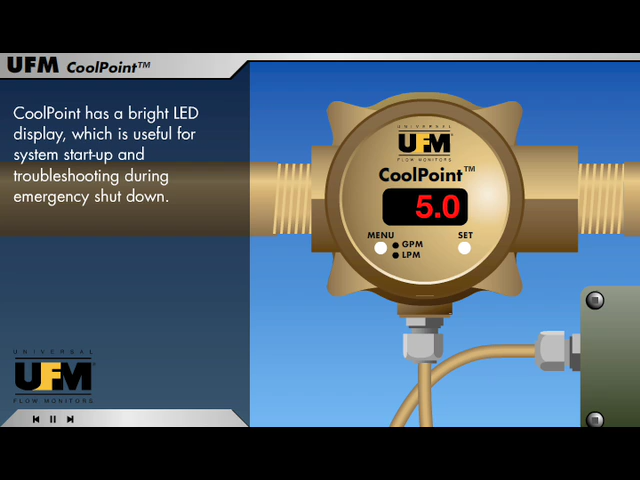 UFM CoolPoint™
CoolPoint has a bright LED
display, which is useful for
system start-up and
troubleshooting during
emergency shut down.
UNIVERSAL
UFM
FLOW MONITORS
CoolPoint™
5.0
MENU
SET
GPM
LPM
UNIVERSAL
UFM®
FLOW MONITORS